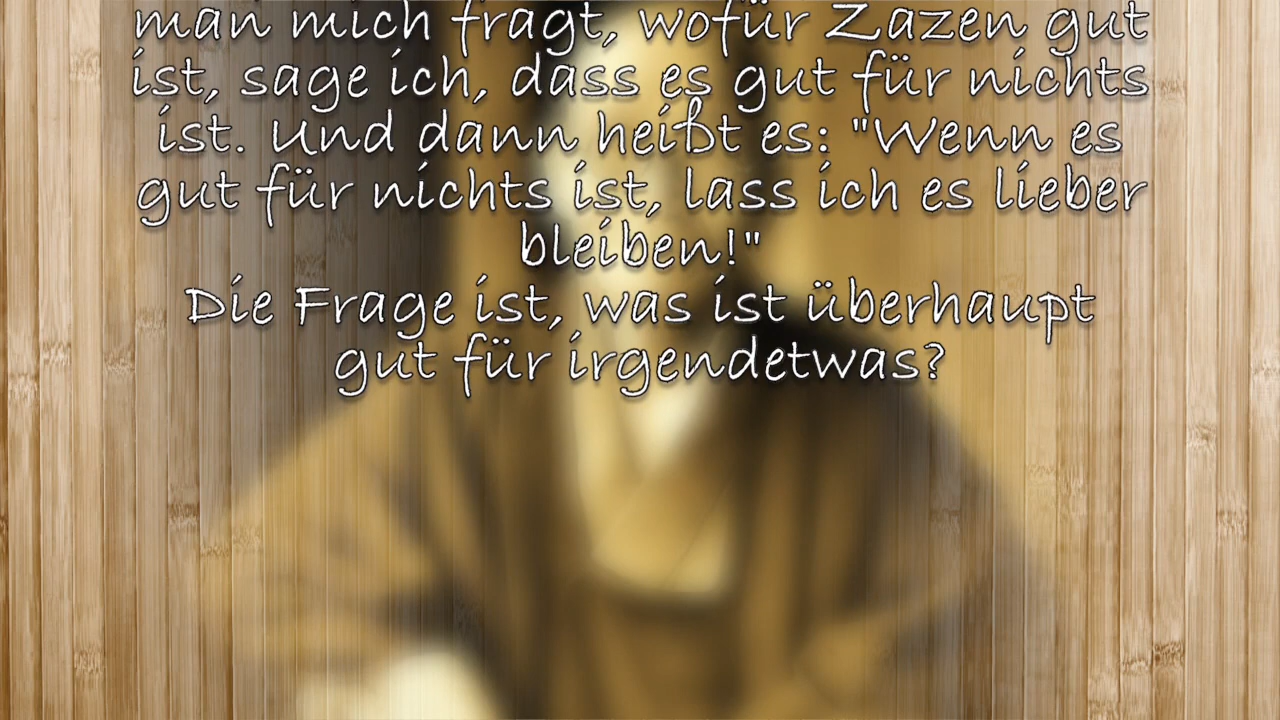 man mich fragt, wofür Zazen gut
ist, sage ich, dass es gut für nichts
ist. Und dann heißt es: "Wenn es
gut für nichts ist, lass ich es lieber
bleiben!"
Die Frage ist, was ist überhaupt
gut für irgendetwas?